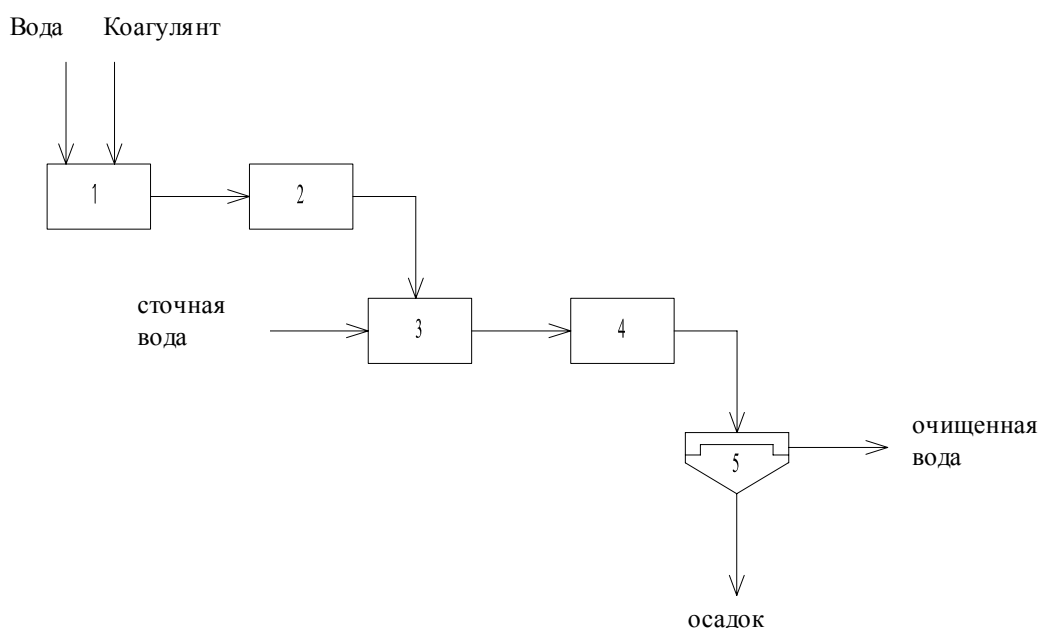 Вода Коагулянт
1
2
сточная
вода
3
4
очищенная
вода
5
осадок